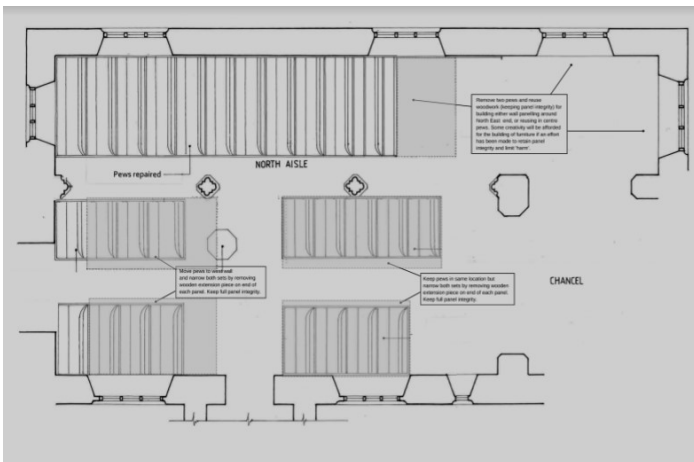 Remove two pews and reuse
woodwork (keeping panel integrity) for
building either wall panelling around
North East end, or reusing in centre
pews. Some creativity will be afforded
for the building of furniture if an effort
has been made to retain panel
integrity and limit 'harm'.
NORTH AISLE
Pews repaired
Move pews to west wall
and narrow both sets by removing
wooden extension piece on end of
each panel. Keep full panel integrity.
Keep pews in same location but
narrow both sets by removing wooden
extension piece on end of each panel.
Keep full panel integrity.
CHANCEL